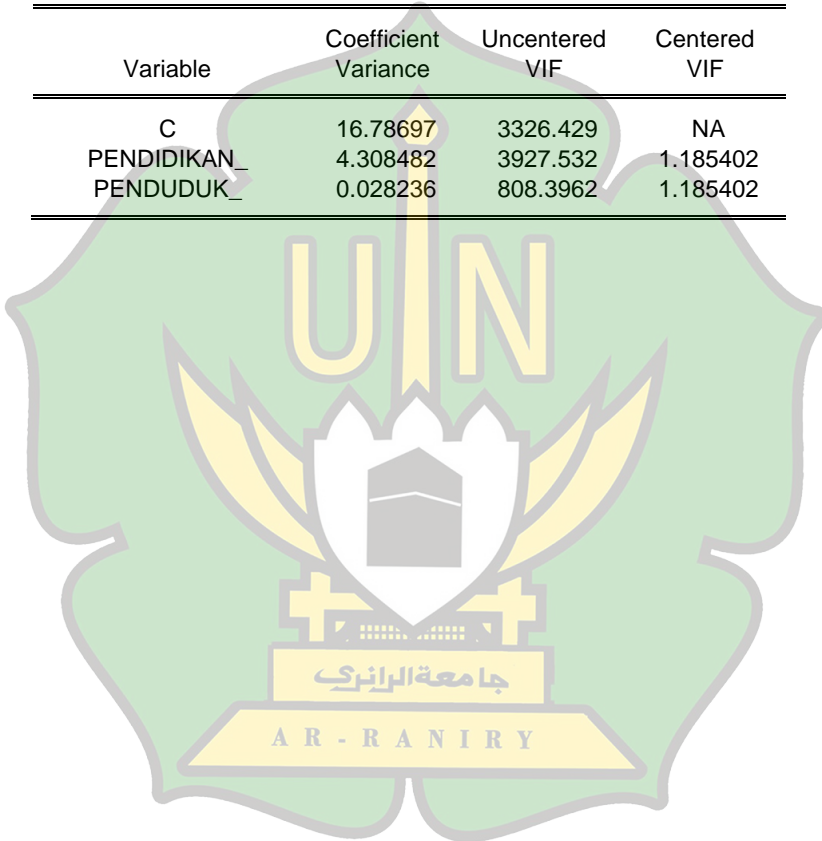 Variable Coefficient Variance Uncentered VIF Centered VIF
C 16.78697 3326.429 NA
PENDIDIKAN_ 4.308482 3927.532 1.185402
PENDUDUK_ 0.028236 808.3962 1.185402
UIN
جامعةالرانري
AR-RANIRY